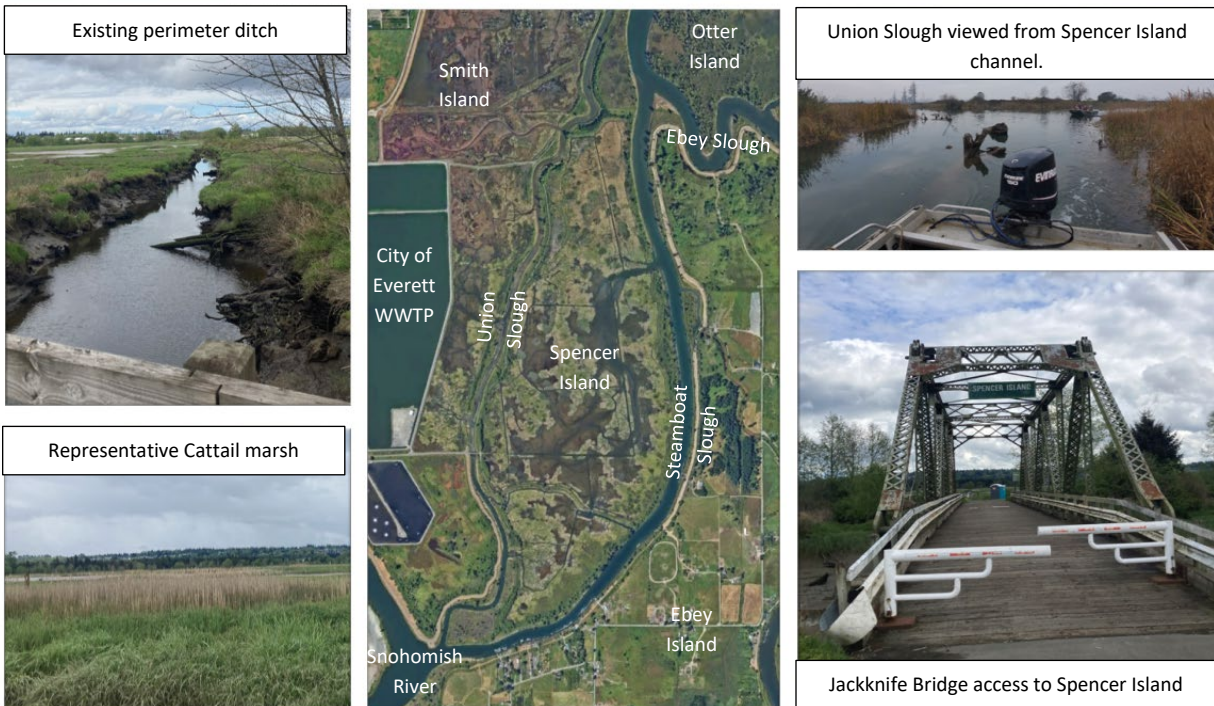 Existing perimeter ditch
Representative Cattail marsh
Smith
Island
Otter
Island
Ebey Slough
City of
Everett
WWTP
Union
Slough
Spencer
Island
Steamboat
Slough
Ebey
Island
Snohomish
River
Union Slough viewed from Spencer Island
channel.
EVINRUDE
SPENCER ISLAND
Jackknife Bridge access to Spencer Island